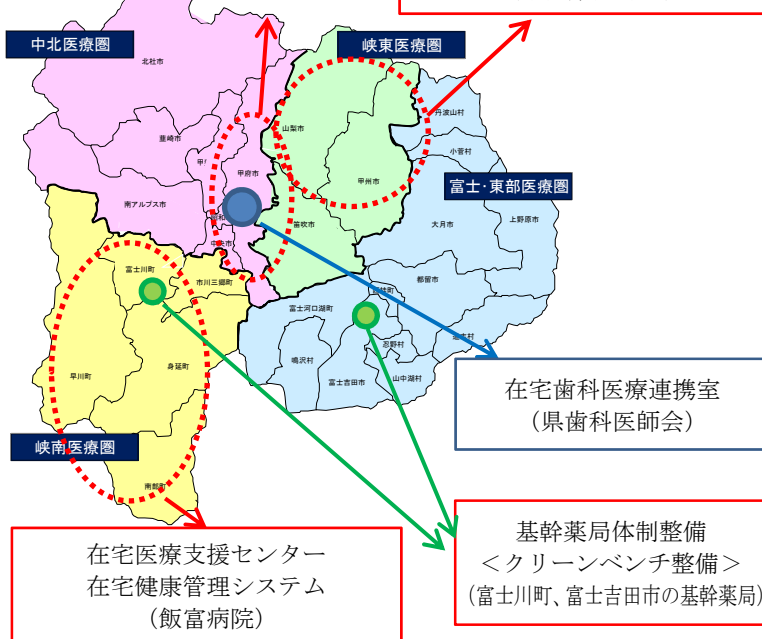 中北医療圏
峡東医療圏
北杜市
丹波山村
山梨市
小菅村
韮崎市
甲府市
甲州市
富士・東部医療圏
南アルプス市
笛吹市
大月市
上野原市
富士川町
市川三郷町
都留市
富士河口湖町
忍野村
鳴沢村
身延町
早川町
富士吉田市
山中湖村
在宅歯科医療連携室
（県歯科医師会）
峡南医療圏
南部町
在宅医療支援センター
在宅健康管理システム
（飯富病院）
基幹薬局体制整備
＜クリーンベンチ整備＞
（富士川町、富士吉田市の基幹薬局）